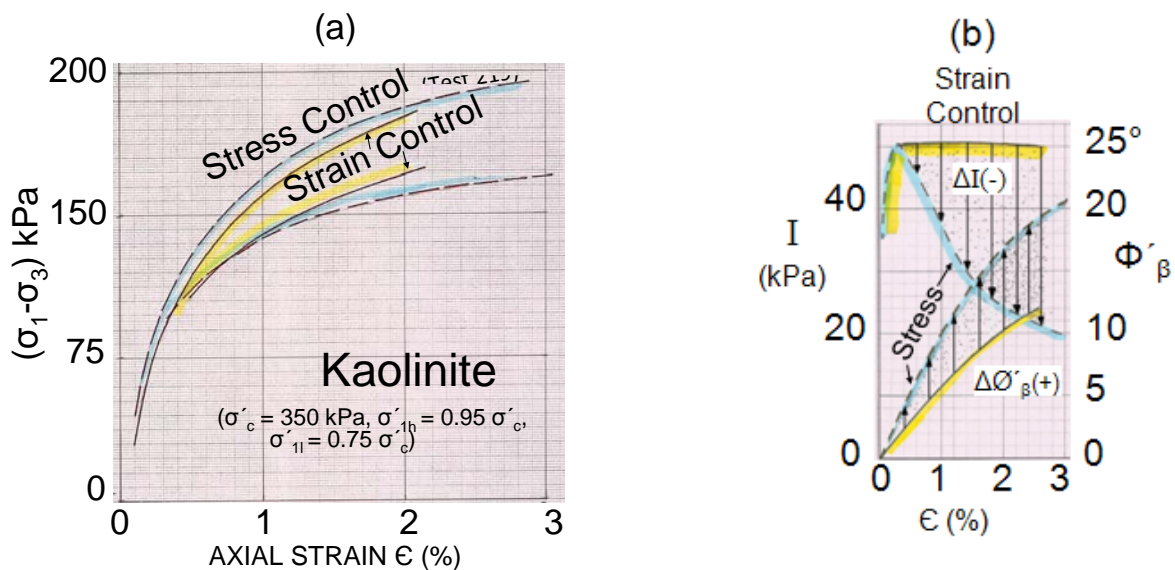 (a)
200
150
75
0
(σ₁-σ₃) kPa
Stress Control
Strain Control
Kaolinite
(σ´c = 350 kPa, σ´1h = 0.95 σ´c,
σ´1l = 0.75 σ´c)
0 1 2 3
AXIAL STRAIN Є (%)
(b)
Strain
Control
40
20
0
I
(kPa)
25°
20
10
5
0
Φ´β
ΔI(-)
Stress
ΔØ´β(+)
0 1 2 3
Є (%)